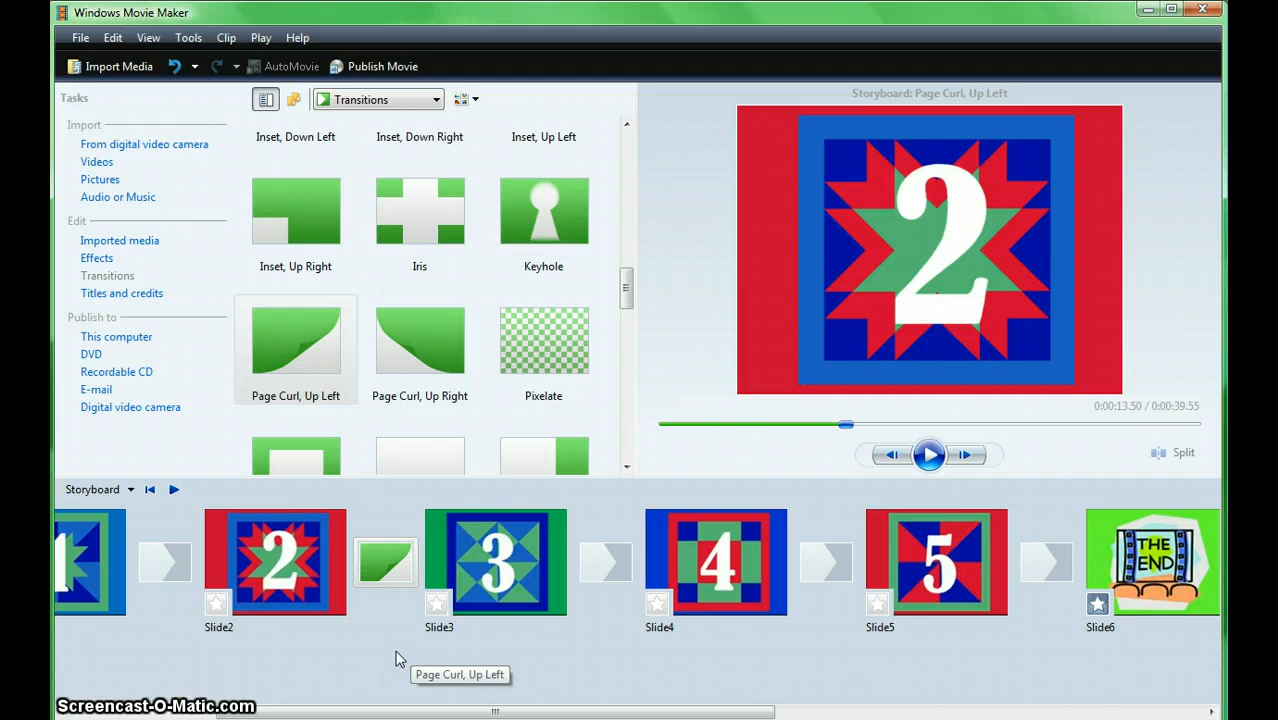 Windows Movie Maker
File Edit View Tools Clip Play Help
Import Media AutoMovie Publish Movie
Tasks
Import
From digital video camera
Videos
Pictures
Audio or Music
Edit
Imported media
Effects
Transitions
Titles and credits
Publish to
This computer
DVD
Recordable CD
E-mail
Digital video camera
Transitions
Inset, Down Left Inset, Down Right Inset, Up Left
Inset, Up Right Iris Keyhole
Page Curl, Up Left Page Curl, Up Right Pixelate
Storyboard: Page Curl, Up Left
2
0:00:13.50 / 0:00:39.55
Split
Storyboard
1 2 3 4 5 THE
END
Slide2 Slide3 Slide4 Slide5 Slide6
Page Curl, Up Left
Screencast-O-Matic.com